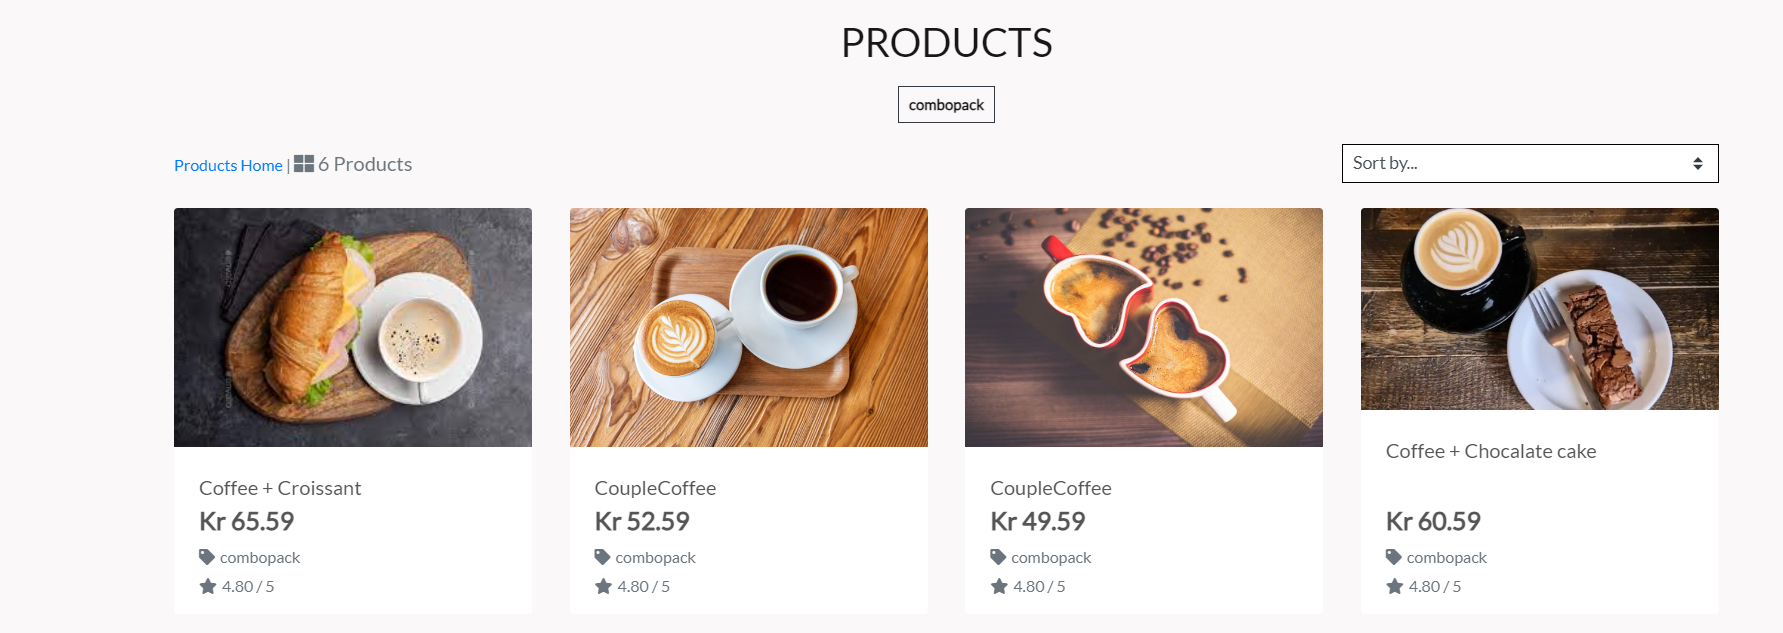 PRODUCTS
combopack
Products Home | 6 Products
Sort by...
Coffee + Croissant
Kr 65.59
combopack
4.80 / 5
CoupleCoffee
Kr 52.59
combopack
4.80 / 5
CoupleCoffee
Kr 49.59
combopack
4.80 / 5
Coffee + Chocalate cake
Kr 60.59
combopack
4.80 / 5